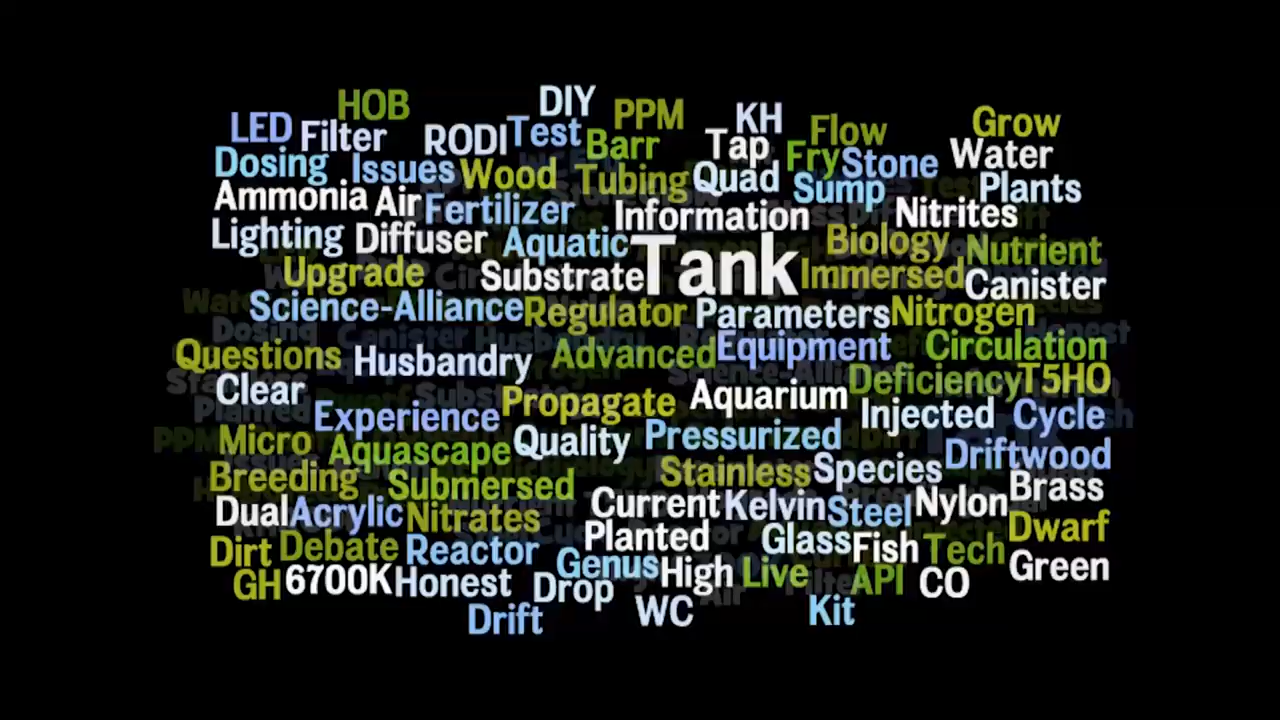 HOB DIY PPM KH Grow
LED Filter RODI Test Barr Tap Flow Water
Dosing Issues Wood Tubing Quad Fry Stone Plants
Ammonia Air Fertilizer Information Sump Nitrites
Lighting Diffuser Aquatic Tank Biology Nutrient
Upgrade Substrate Immersed Canister
Science-Alliance Regulator Parameters Nitrogen
Questions Husbandry Advanced Equipment Circulation
Clear Propagate Aquarium Deficiency T5HO
Experience Injected Cycle
Micro Aquascape Quality Pressurized Driftwood
Breeding Submersed Stainless Species Brass
Dual Acrylic Nitrates Current Kelvin Steel Nylon Dwarf
Dirt Debate Reactor Planted Glass Fish Tech Green
GH 6700K Honest Drop Genus High Live API CO
Drift WC Kit